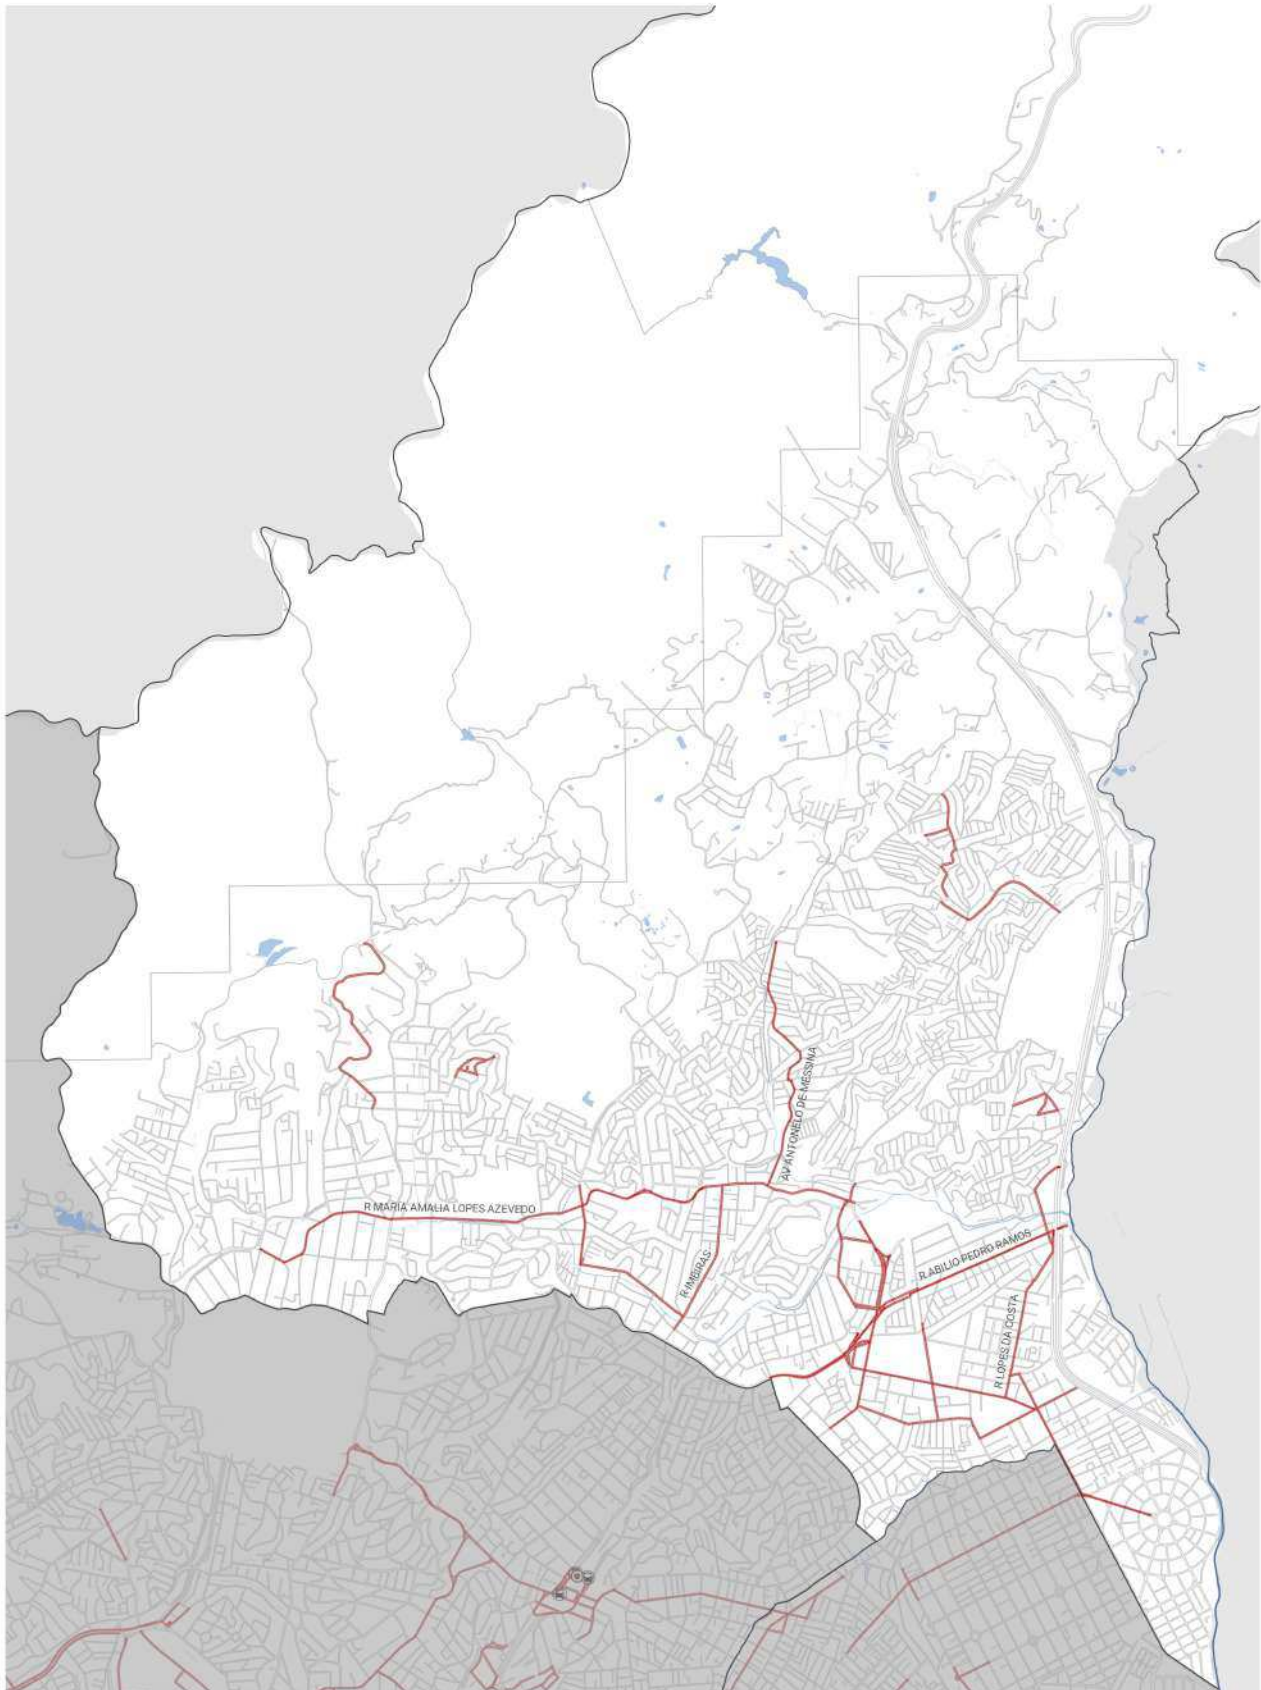 AV ANTONELO DE MESSINA
R MARIA AMALIA LOPES AZEVEDO
R IMBIRAS
R ABILIO PEDRO RAMOS
R LOPES DA COSTA